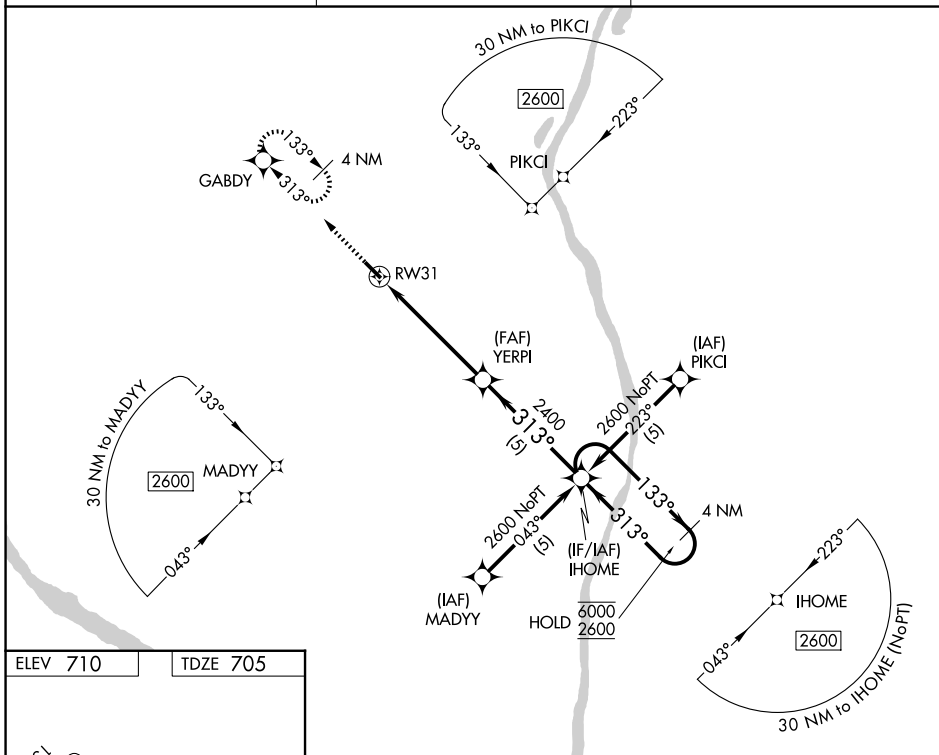 30 NM to PIKCI
2600
133°
223°
PIKCI
133°
4 NM
313°
GABDY
RW31
(FAF)
YERPI
(IAF)
PIKCI
30 NM to MADYY
133°
2600
MADYY
043°
2400
313°
(5)
2600 NoPT
223°
(5)
133°
4 NM
313°
2600 NoPT
043°
(5)
(IF/IAF)
IHOME
(IAF)
MADYY
HOLD 6000
2600
223°
IHOME
2600
043°
30 NM to IHOME (NoPT)
ELEV 710
TDZE 705